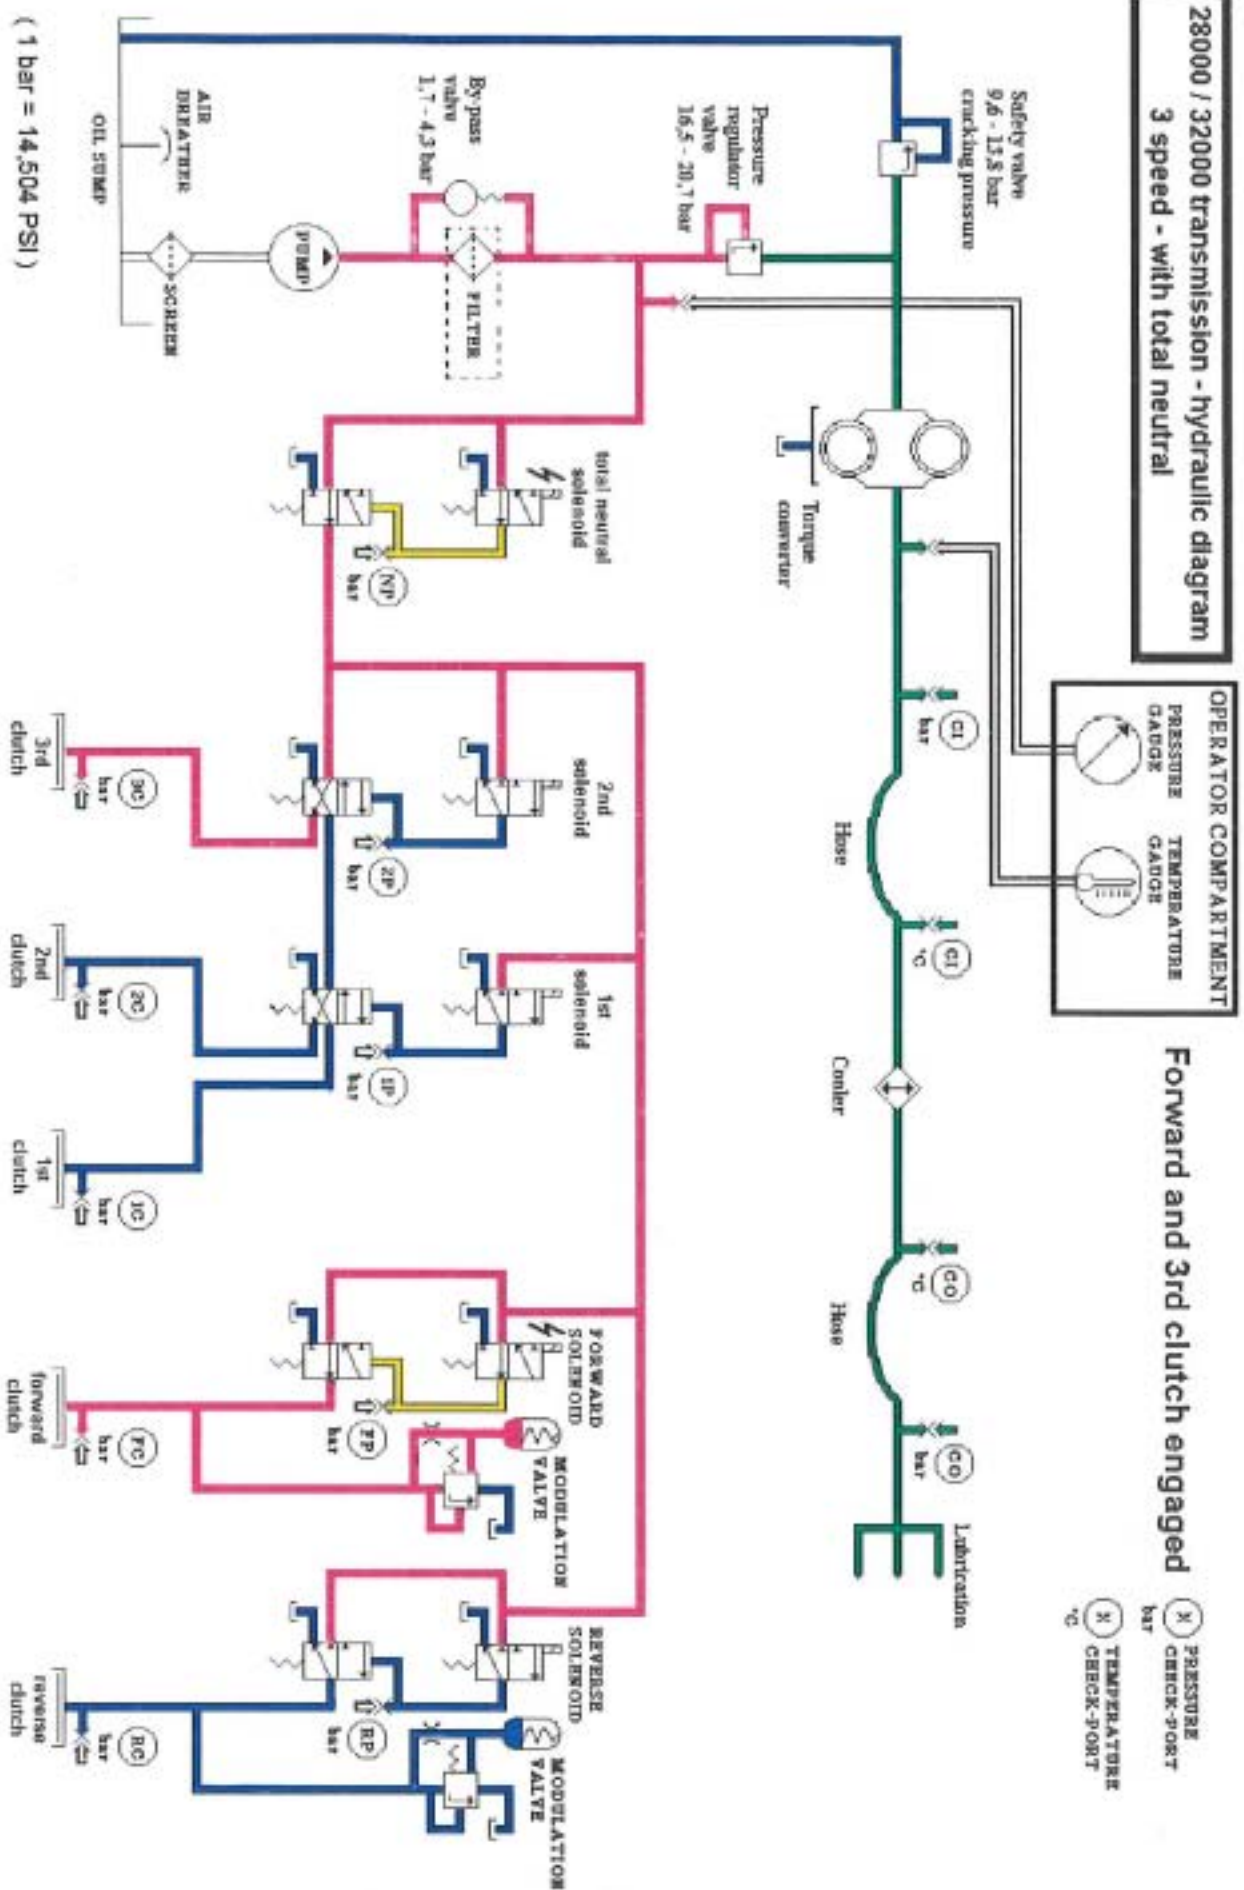 28000 / 32000 transmission - hydraulic diagram
3 speed - with total neutral
Forward and 3rd clutch engaged
OPERATOR COMPARTMENT
PRESSURE
GAUGE
TEMPERATURE
GAUGE
X
bar
PRESSURE
CHECK-PORT
X
°C
TEMPERATURE
CHECK-PORT
Safety valve
9,6 - 13,8 bar
cracking pressure
Pressure
regulator
valve
16,5 - 20,7 bar
By-pass
valve
1,7 - 4,3 bar
Torque
converter
CI
bar
Hose
CI
°C
Cooler
CO
°C
Hose
CO
bar
Lubrication
AIR
BREATHER
OIL SUMP
SCREEN
PUMP
FILTER
total neutral
solenoid
NP
bar
2nd
solenoid
2P
bar
1st
solenoid
1P
bar
FORWARD
SOLENOID
FP
bar
MODULATION
VALVE
REVERSE
SOLENOID
RP
bar
MODULATION
VALVE
3rd
clutch
3C
bar
2nd
clutch
2C
bar
1st
clutch
1C
bar
forward
clutch
FC
bar
reverse
clutch
RC
bar
( 1 bar = 14,504 PSI )